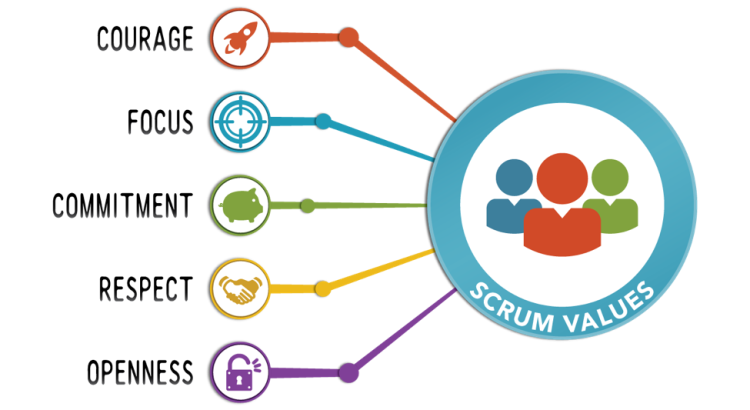 COURAGE
FOCUS
COMMITMENT
RESPECT
OPENNESS
SCRUM VALUES